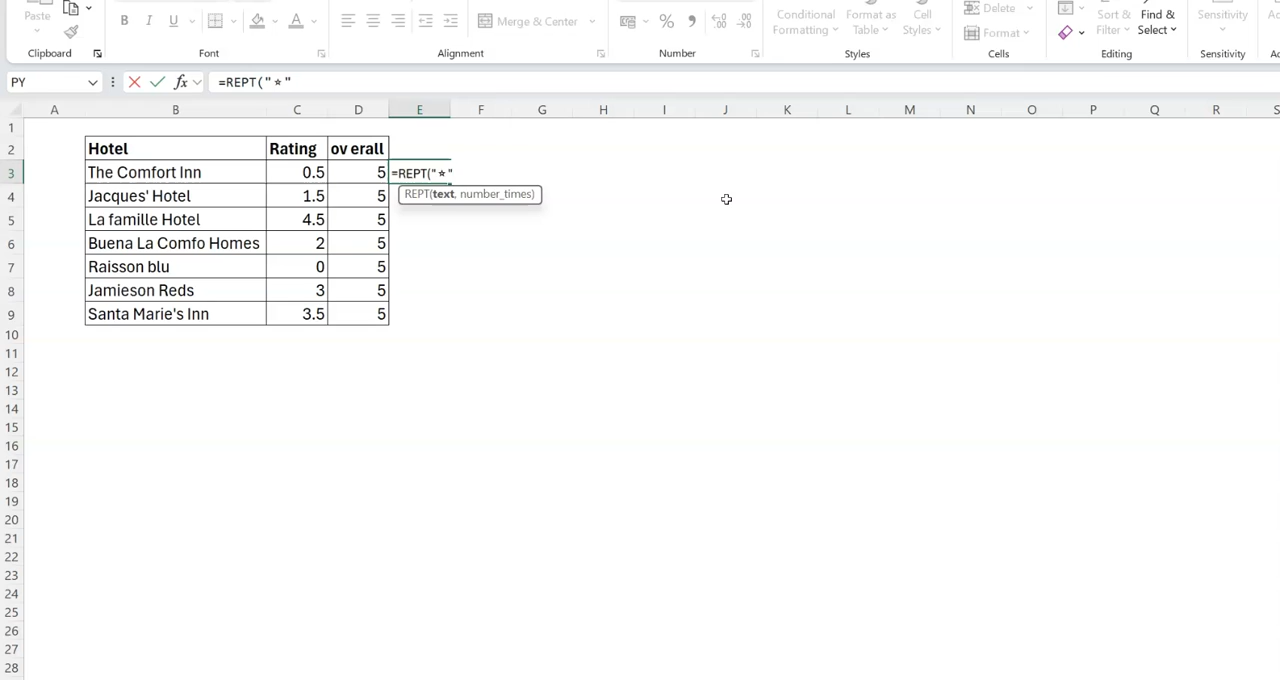 Paste
B I U A
Merge & Center
% , .00
Conditional Formatting Format as Table Cell Styles
Delete
Format
Sort & Filter Find & Select
Sensitivity
Clipboard Font Alignment Number Styles Cells Editing Sensitivity
PY fx =REPT("⭐"
A B C D E F G H I J K L M N O P Q R S
1
2 Hotel Rating ov erall
3 The Comfort Inn 0.5 5 =REPT("⭐"
REPT(text, number_times)
4 Jacques' Hotel 1.5 5
5 La famille Hotel 4.5 5
6 Buena La Comfo Homes 2 5
7 Raisson blu 0 5
8 Jamieson Reds 3 5
9 Santa Marie's Inn 3.5 5
10
11
12
13
14
15
16
17
18
19
20
21
22
23
24
25
26
27
28